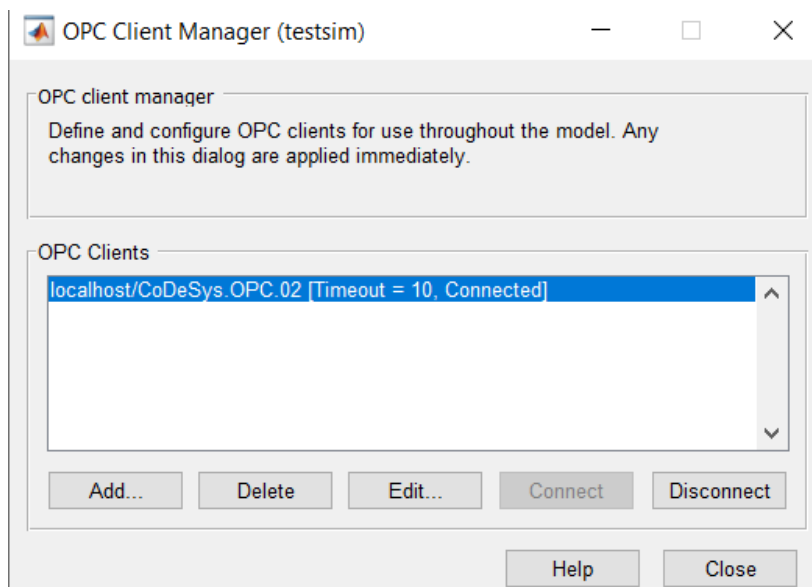 OPC Client Manager (testsim)
OPC client manager
Define and configure OPC clients for use throughout the model. Any
changes in this dialog are applied immediately.
OPC Clients
localhost/CoDeSys.OPC.02 [Timeout = 10, Connected]
Add... Delete Edit... Connect Disconnect
Help Close